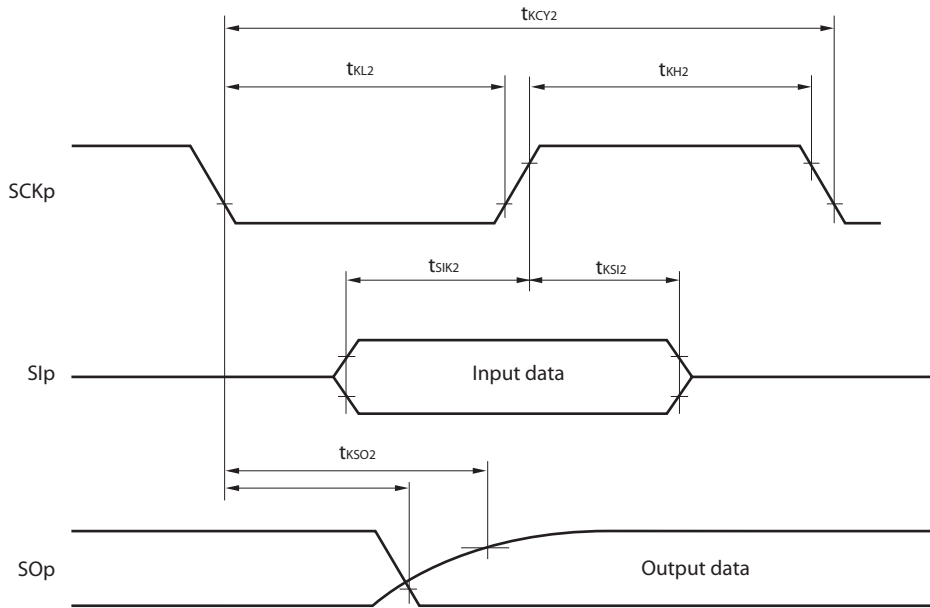 tKCY2
tKL2
tKH2
SCKp
tSIK2
tKSI2
SIp
Input data
tKSO2
SOp
Output data